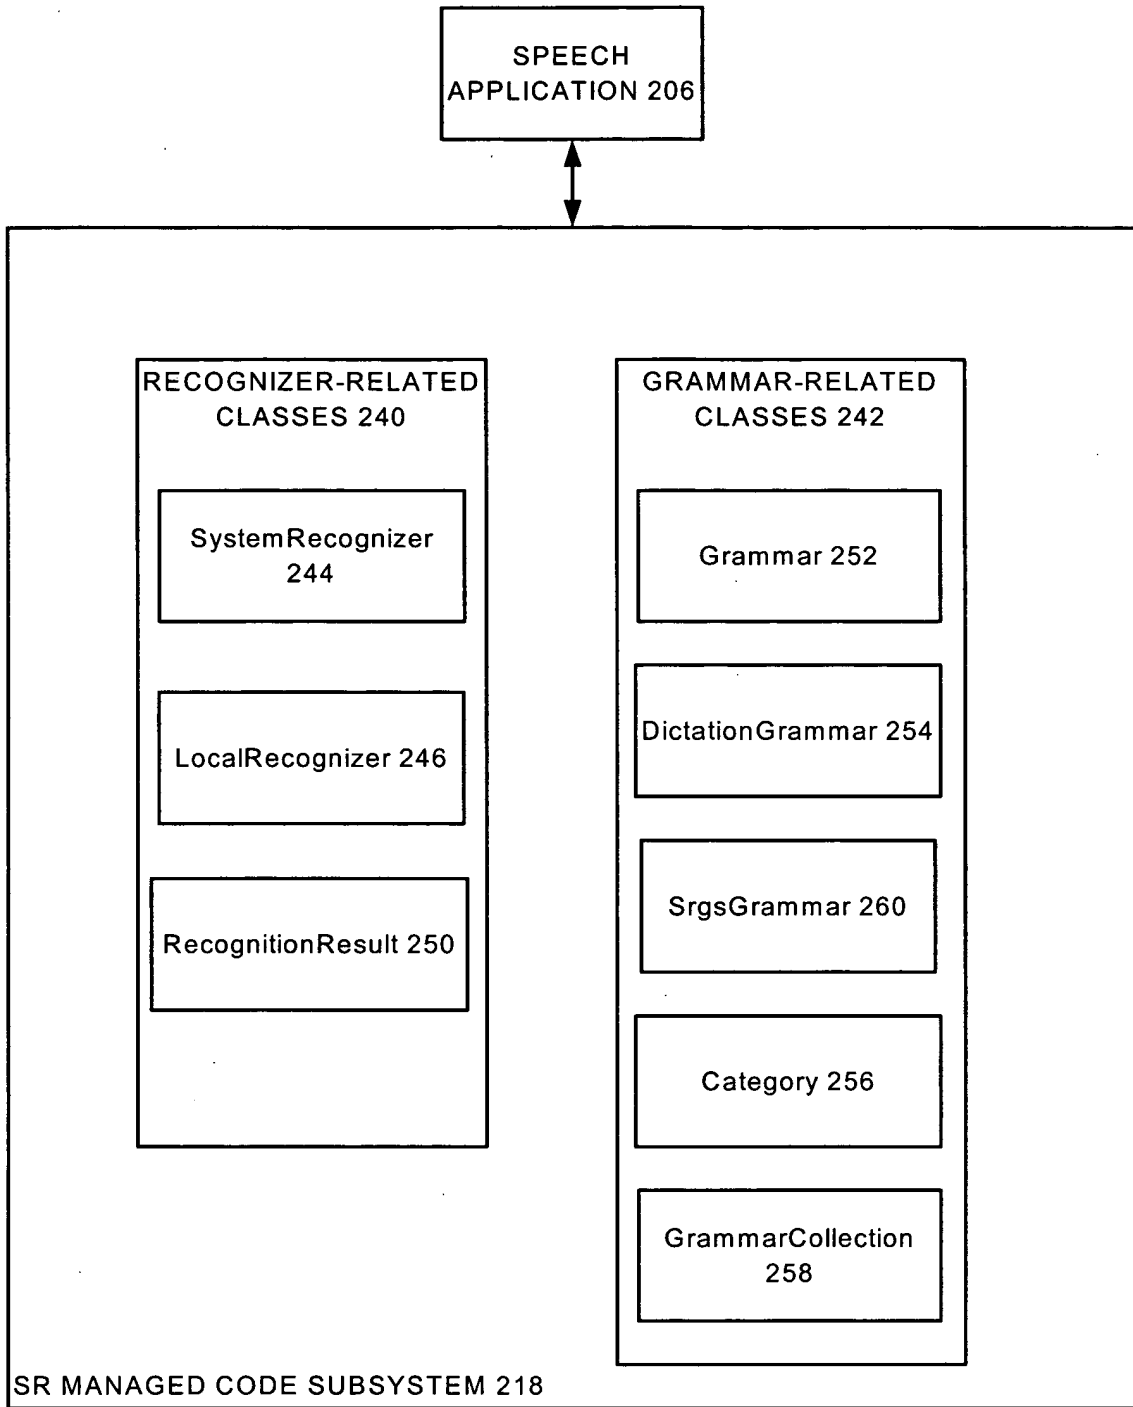 SPEECH
APPLICATION 206
RECOGNIZER-RELATED
CLASSES 240
SystemRecognizer
244
LocalRecognizer 246
RecognitionResult 250
GRAMMAR-RELATED
CLASSES 242
Grammar 252
DictationGrammar 254
SrgsGrammar 260
Category 256
GrammarCollection
258
SR MANAGED CODE SUBSYSTEM 218